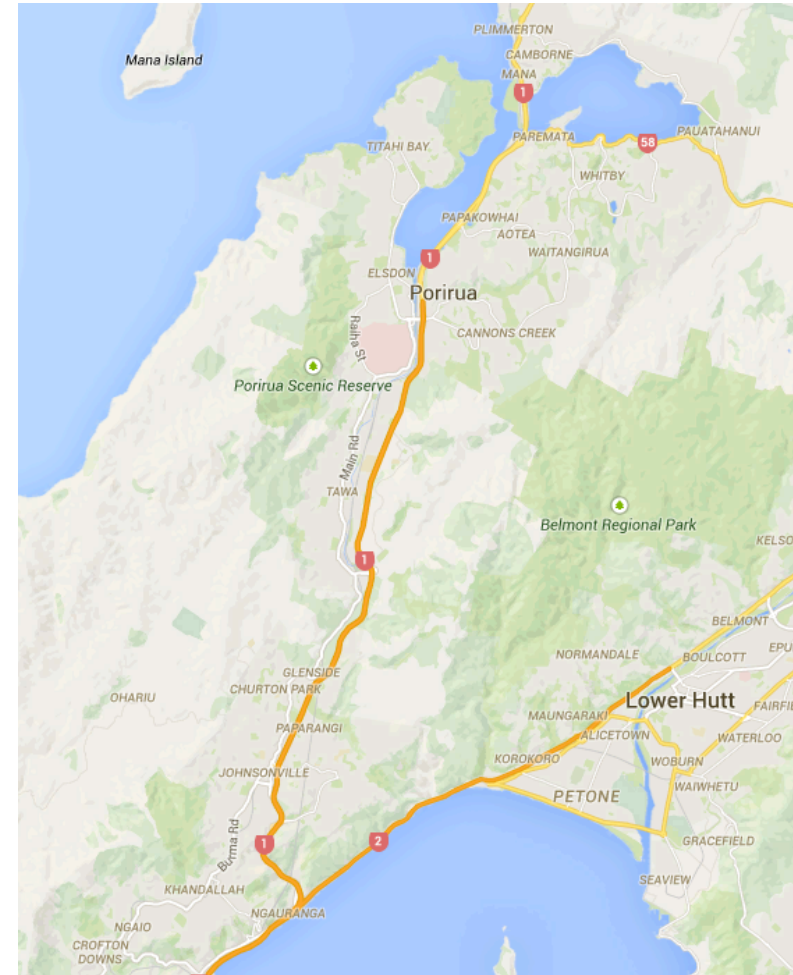 PLIMMERTON
CAMBORNE
Mana Island
MANA
1
PAREMATA
PAUATAHANUI
58
TITAHI BAY
WHITBY
PAPAKOWHAI
AOTEA
WAITANGIRUA
1
ELSDON
Porirua
Raiha St
CANNONS CREEK
Porirua Scenic Reserve
Main Rd
TAWA
Belmont Regional Park
KELSO
1
BELMONT
NORMANDALE
BOULCOTT
EPU
GLENSIDE
CHURTON PARK
OHARIU
Lower Hutt
FAIRFI
MAUNGARAKI
PAPARANGI
ALICETOWN
WATERLOO
KOROKORO
WOBURN
JOHNSONVILLE
WAIWHETU
PETONE
Burma Rd
1
2
GRACEFIELD
SEAVIEW
KHANDALLAH
NGAURANGA
NGAIO
CROFTON
DOWNS